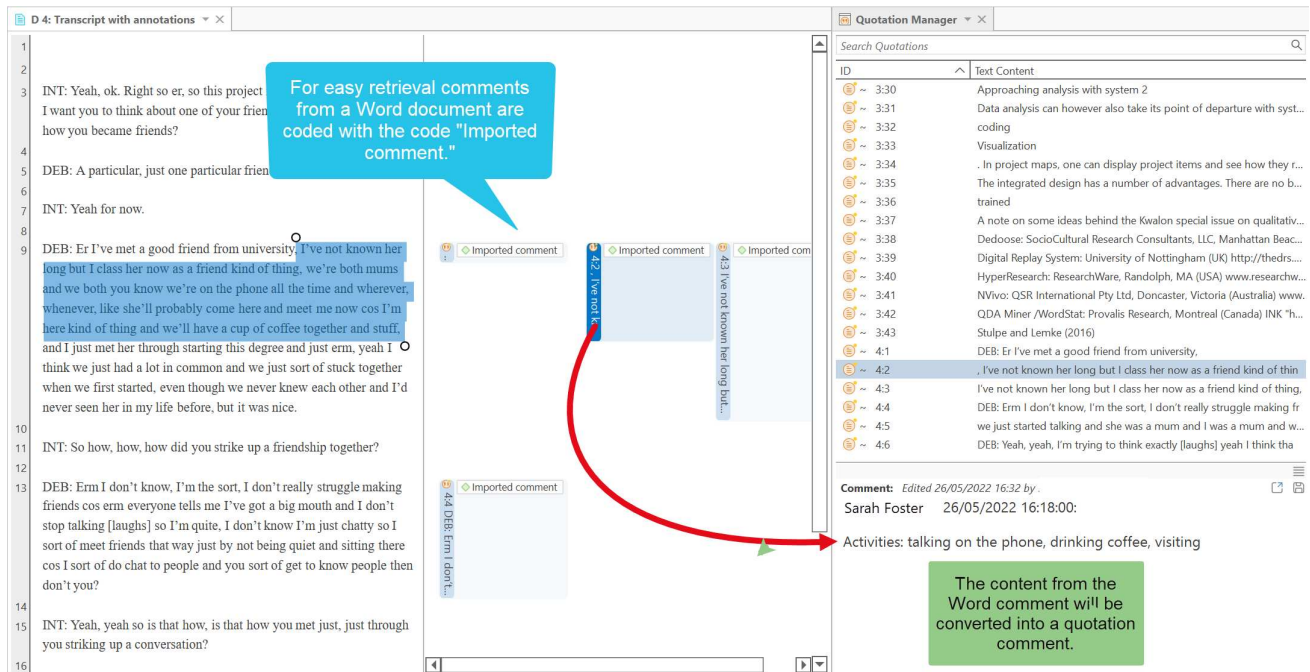 D 4: Transcript with annotations
1
2
3
INT: Yeah, ok. Right so er, so this project
I want you to think about one of your frien
how you became friends?
4
5
DEB: A particular, just one particular frien
6
7
INT: Yeah for now.
8
9
DEB: Er I've met a good friend from university, I've not known her
long but I class her now as a friend kind of thing, we're both mums
and we both you know we're on the phone all the time and wherever,
whenever, like she'll probably come here and meet me now cos I'm
here kind of thing and we'll have a cup of coffee together and stuff,
and I just met her through starting this degree and just erm, yeah I
think we just had a lot in common and we just sort of stuck together
when we first started, even though we never knew each other and I'd
never seen her in my life before, but it was nice.
10
11
INT: So how, how, how did you strike up a friendship together?
12
13
DEB: Erm I don't know, I'm the sort, I don't really struggle making
friends cos erm everyone tells me I've got a big mouth and I don't
stop talking [laughs] so I'm quite, I don't know I'm just chatty so I
sort of meet friends that way just by not being quiet and sitting there
cos I sort of do chat to people and you sort of get to know people then
don't you?
14
15
INT: Yeah, yeah so is that how, is that how you met just, just through
you striking up a conversation?
16
For easy retrieval comments
from a Word document are
coded with the code "Imported
comment."
Imported comment
4:2 , I've not k...
Imported comment
4:3 I've not known her long but...
Imported com
4:4 DEB: Erm I don't...
Imported comment
Quotation Manager
Search Quotations
ID Text Content
~ 3:30 Approaching analysis with system 2
~ 3:31 Data analysis can however also take its point of departure with syst...
~ 3:32 coding
~ 3:33 Visualization
~ 3:34 . In project maps, one can display project items and see how they r...
~ 3:35 The integrated design has a number of advantages. There are no b...
~ 3:36 trained
~ 3:37 A note on some ideas behind the Kwalon special issue on qualitativ...
~ 3:38 Dedoose: SocioCultural Research Consultants, LLC, Manhattan Beac...
~ 3:39 Digital Replay System: University of Nottingham (UK) http://thedrs....
~ 3:40 HyperResearch: ResearchWare, Randolph, MA (USA) www.researchw...
~ 3:41 NVivo: QSR International Pty Ltd, Doncaster, Victoria (Australia) www.
~ 3:42 QDA Miner /WordStat: Provalis Research, Montreal (Canada) INK "h...
~ 3:43 Stulpe and Lemke (2016)
~ 4:1 DEB: Er I've met a good friend from university,
~ 4:2 , I've not known her long but I class her now as a friend kind of thin
~ 4:3 I've not known her long but I class her now as a friend kind of thing,
~ 4:4 DEB: Erm I don't know, I'm the sort, I don't really struggle making fr
~ 4:5 we just started talking and she was a mum and I was a mum and w...
~ 4:6 DEB: Yeah, yeah, I'm trying to think exactly [laughs] yeah I think tha
Comment: Edited 26/05/2022 16:32 by .
Sarah Foster 26/05/2022 16:18:00:
Activities: talking on the phone, drinking coffee, visiting
The content from the
Word comment will be
converted into a quotation
comment.